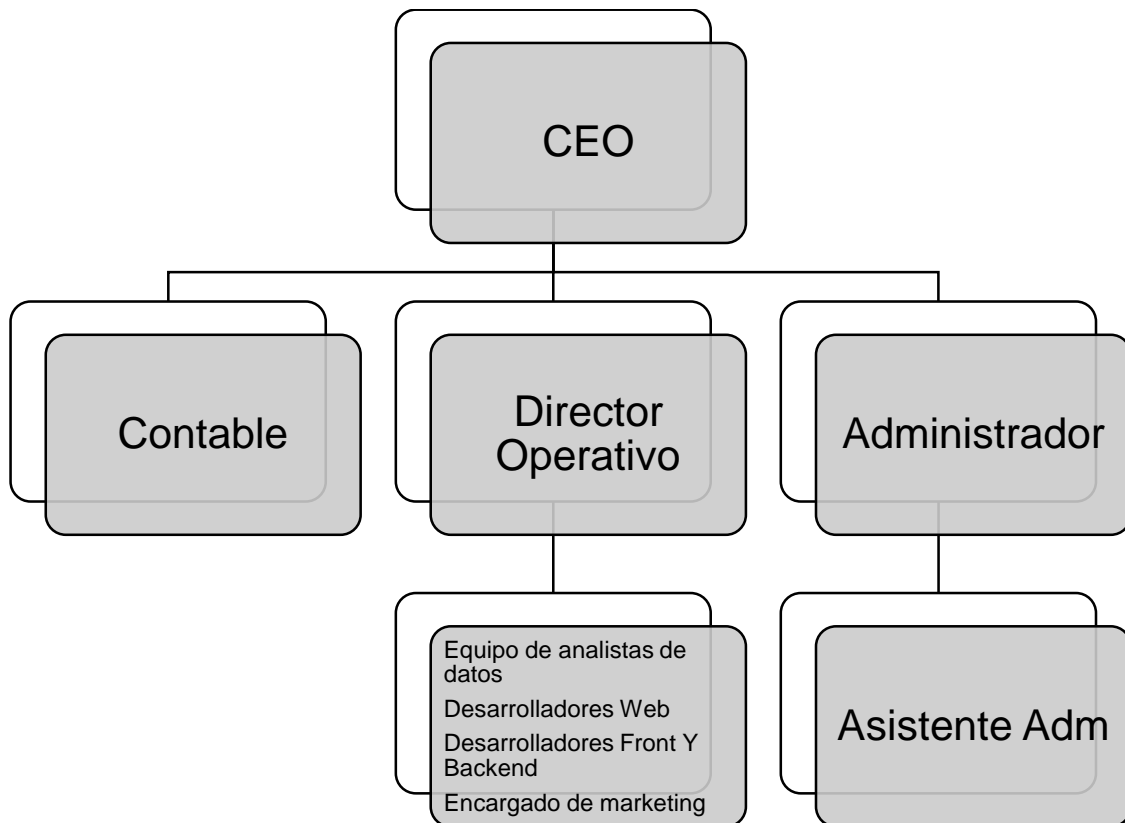 CEO
Contable
Director
Operativo
Administrador
Equipo de analistas de
datos
Desarrolladores Web
Desarrolladores Front Y
Backend
Encargado de marketing
Asistente Adm